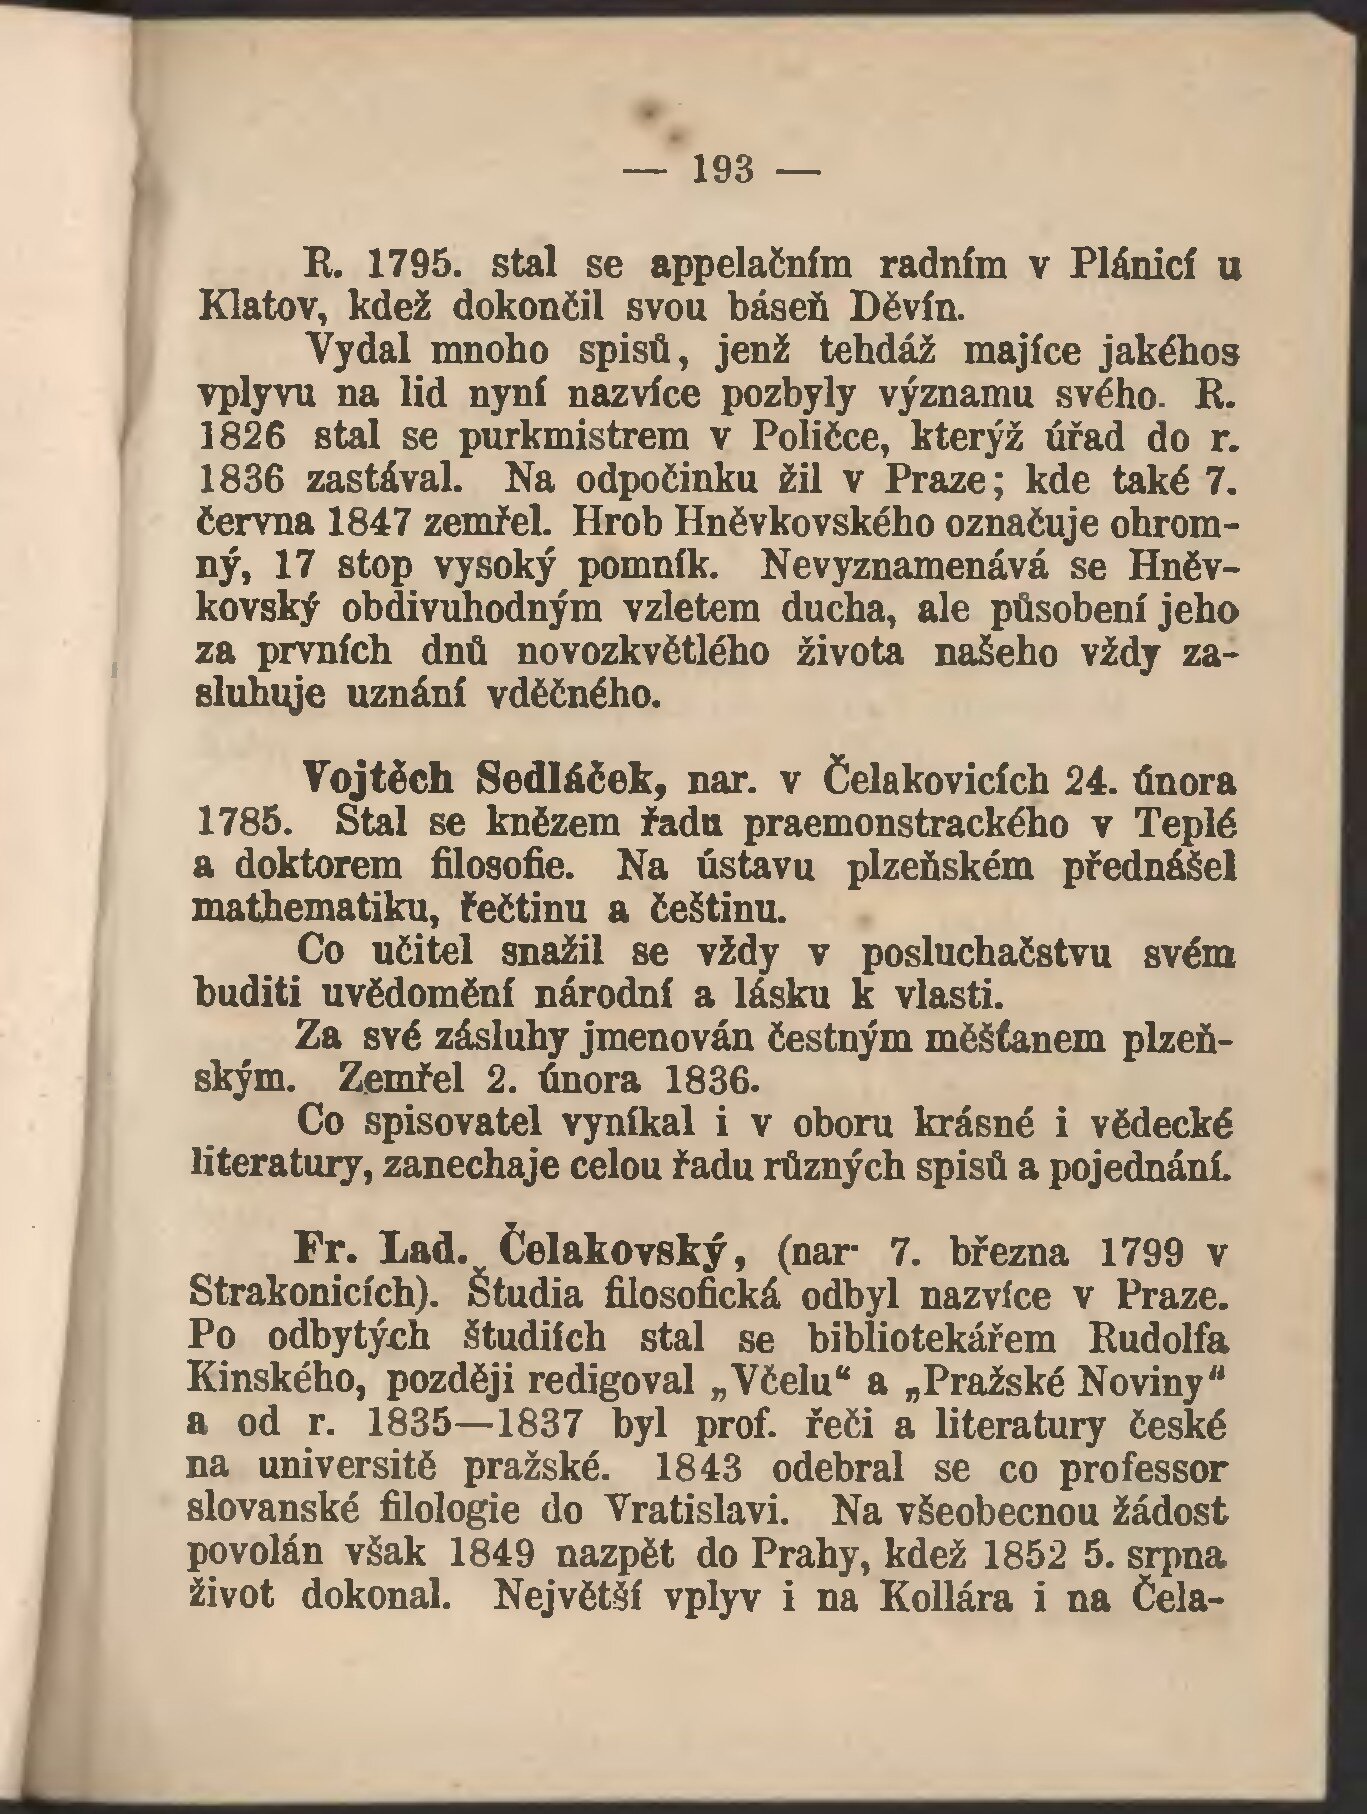 — 193 —
R. 1795. stal se appelačním radním v Plánicí u
Klatov, kdež dokončil svou báseň Děvín.
Vydal mnoho spisů, jenž tehdáž majíce jakéhos
vplyvu na lid nyní nazvíce pozbyly významu svého. R.
1826 stal se purkmistrem v Poličce, kterýž úřad do r.
1836 zastával. Na odpočinku žil v Praze; kde také 7.
června 1847 zemřel. Hrob Hněvkovského označuje ohrom-
ný, 17 stop vysoký pomník. Nevyznamenává se Hněv-
kovský obdivuhodným vzletem ducha, ale působení jeho
za prvních dnů novozkvětlého života našeho vždy za-
sluhuje uznání vděčného.
Vojtěch Sedláček, nar. v Čelakovicích 24. února
1785. Stal se knězem řadu praemonstrackého v Teplé
a doktorem filosofie. Na ústavu plzeňském přednášel
mathematiku, řečtinu a češtinu.
Co učitel snažil se vždy v posluchačstvu svém
buditi uvědomění národní a lásku k vlasti.
Za své zásluhy jmenován čestným měšťanem plzeň-
ským. Zemřel 2. února 1836.
Co spisovatel vyníkal i v oboru krásné i vědecké
literatury, zanechaje celou řadu různých spisů a pojednání.
Fr. Lad. Čelakovský, (nar· 7. března 1799 v
Strakonicích). Študia filosofická odbyl nazvíce v Praze.
Po odbytých študiích stal se bibliotekářem Rudolfa
Kinského, později redigoval „Včelu“ a „Pražské Noviny“
a od r. 1835—1837 byl prof. řeči a literatury české
na universitě pražské. 1843 odebral se co professor
slovanské filologie do Vratislavi. Na všeobecnou žádost
povolán však 1849 nazpět do Prahy, kdež 1852 5. srpna
život dokonal. Největší vplyv i na Kollára i na Čela-